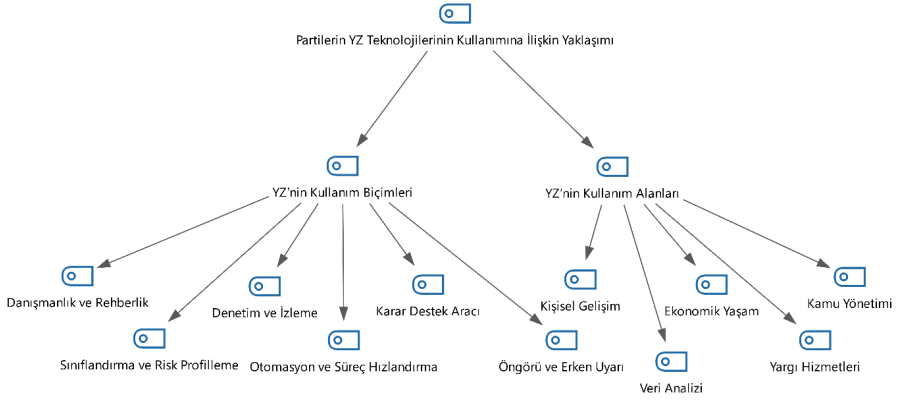 Partilerin YZ Teknolojilerinin Kullanımına İlişkin Yaklaşımı
YZ'nin Kullanım Biçimleri
YZ'nin Kullanım Alanları
Danışmanlık ve Rehberlik
Denetim ve İzleme
Karar Destek Aracı
Kişisel Gelişim
Ekonomik Yaşam
Kamu Yönetimi
Sınıflandırma ve Risk Profilleme
Otomasyon ve Süreç Hızlandırma
Öngörü ve Erken Uyarı
Veri Analizi
Yargı Hizmetleri